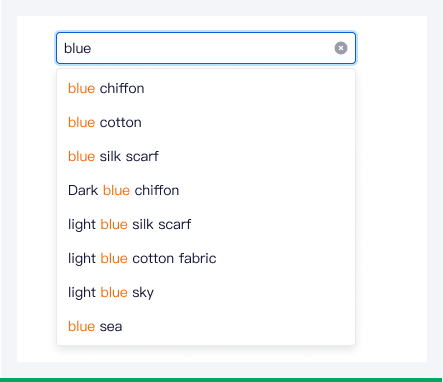 blue
blue chiffon
blue cotton
blue silk scarf
Dark blue chiffon
light blue silk scarf
light blue cotton fabric
light blue sky
blue sea